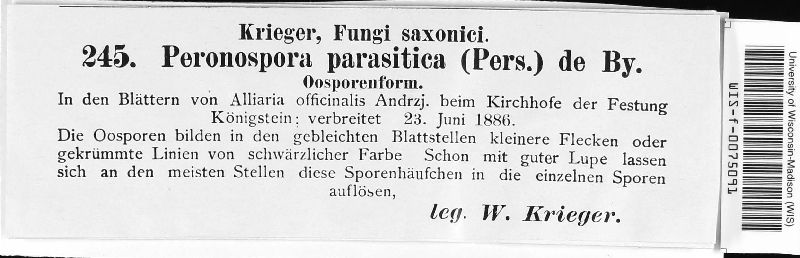 Krieger, Fungi saxonici.
245. Peronospora parasitica (Pers.) de By.
Oosporenform.
In den Blättern von Alliaria officinalis Andrzj. beim Kirchhofe der Festung
Königstein; verbreitet 23. Juni 1886.
Die Oosporen bilden in den gebleichten Blattstellen kleinere Flecken oder
gekrümmte Linien von schwärzlicher Farbe Schon mit guter Lupe lassen
sich an den meisten Stellen diese Sporenhäufchen in die einzelnen Sporen
auflösen,
leg. W. Krieger.
University of Wisconsin-Madison (WIS)
WIS-f-0075091